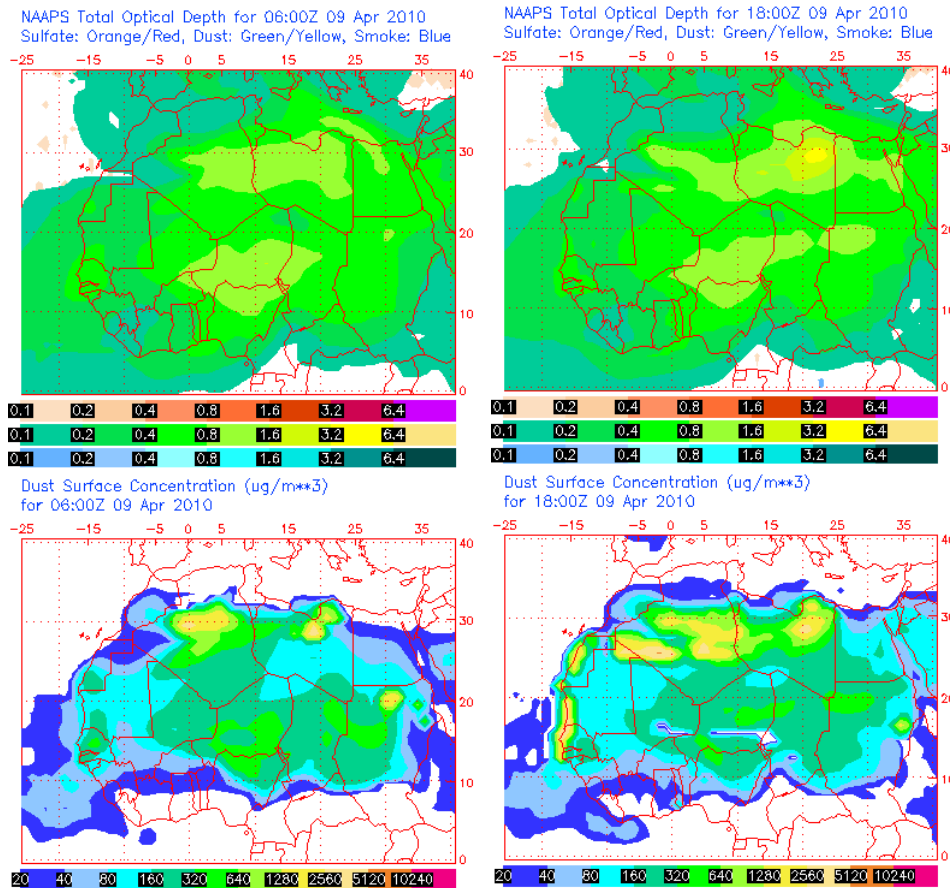 NAAPS Total Optical Depth for 06:00Z 09 Apr 2010
Sulfate: Orange/Red, Dust: Green/Yellow, Smoke: Blue
-25 -15 -5 0 5 15 25 35
40
30
20
10
0
0.1 0.2 0.4 0.8 1.6 3.2 6.4
0.1 0.2 0.4 0.8 1.6 3.2 6.4
0.1 0.2 0.4 0.8 1.6 3.2 6.4
NAAPS Total Optical Depth for 18:00Z 09 Apr 2010
Sulfate: Orange/Red, Dust: Green/Yellow, Smoke: Blue
-25 -15 -5 0 5 15 25 35
40
30
20
10
0
0.1 0.2 0.4 0.8 1.6 3.2 6.4
0.1 0.2 0.4 0.8 1.6 3.2 6.4
0.1 0.2 0.4 0.8 1.6 3.2 6.4
Dust Surface Concentration (ug/m**3)
for 06:00Z 09 Apr 2010
-25 -15 -5 0 5 15 25 35
40
30
20
10
0
20 40 80 160 320 640 1280 2560 5120 10240
Dust Surface Concentration (ug/m**3)
for 18:00Z 09 Apr 2010
-25 -15 -5 0 5 15 25 35
40
30
20
10
0
20 40 80 160 320 640 1280 2560 5120 10240